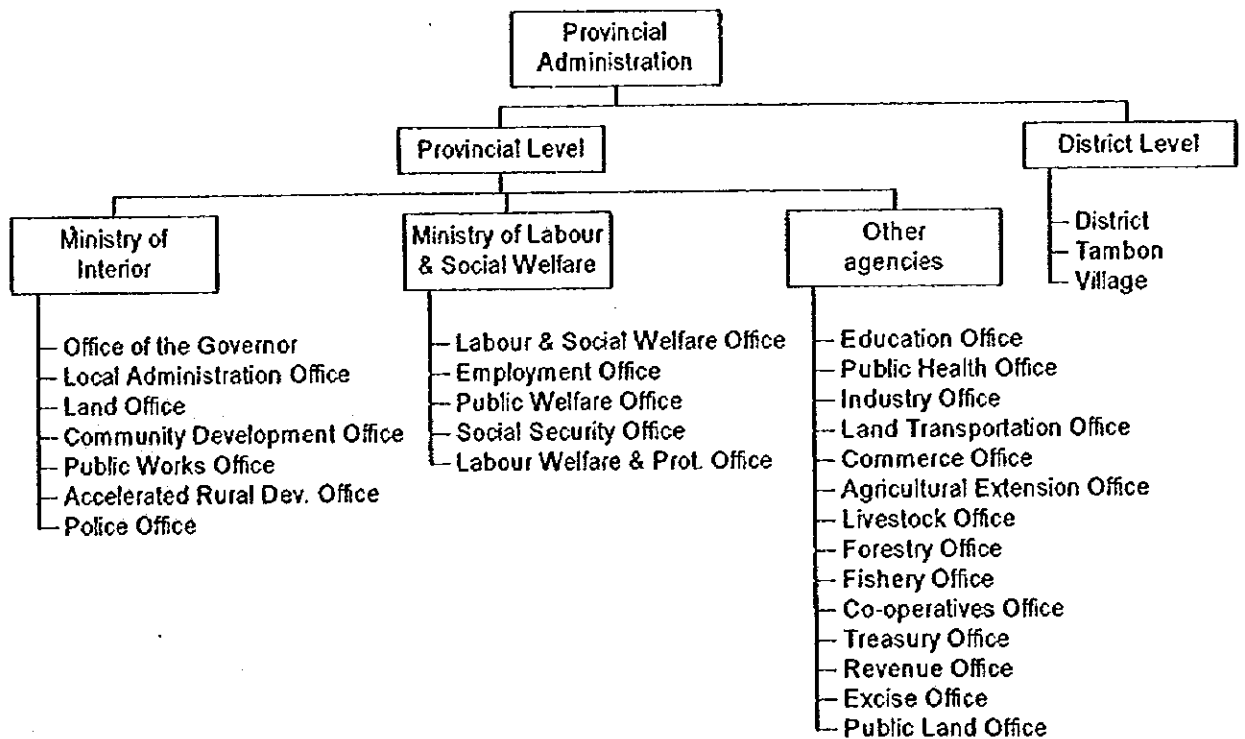 Provincial
Administration
Provincial Level
District Level
District
Tambon
Village
Ministry of
Interior
Office of the Governor
Local Administration Office
Land Office
Community Development Office
Public Works Office
Accelerated Rural Dev. Office
Police Office
Ministry of Labour
& Social Welfare
Labour & Social Welfare Office
Employment Office
Public Welfare Office
Social Security Office
Labour Welfare & Prot. Office
Other
agencies
Education Office
Public Health Office
Industry Office
Land Transportation Office
Commerce Office
Agricultural Extension Office
Livestock Office
Forestry Office
Fishery Office
Co-operatives Office
Treasury Office
Revenue Office
Excise Office
Public Land Office